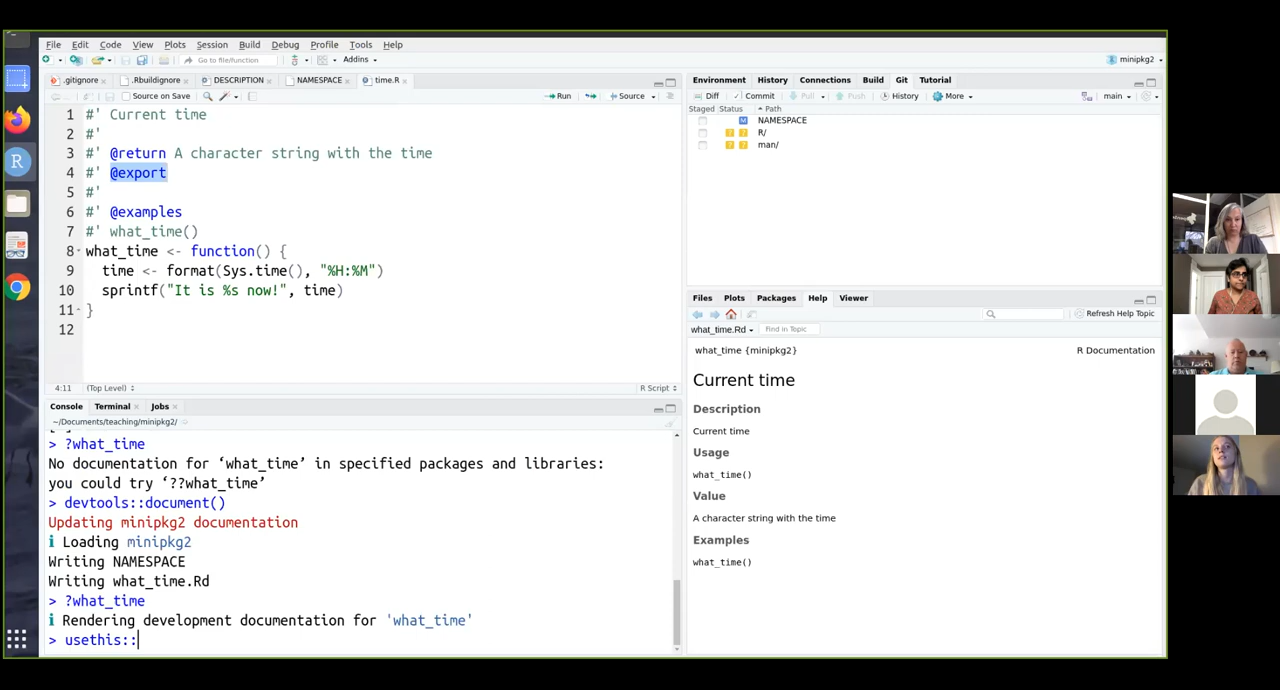 File Edit Code View Plots Session Build Debug Profile Tools Help
Go to file/function Addins minipkg2
.gitignore .Rbuildignore DESCRIPTION NAMESPACE time.R
Source on Save Run Source
1 #' Current time
2 #'
3 #' @return A character string with the time
4 #' @export
5 #'
6 #' @examples
7 #' what_time()
8 what_time <- function() {
9 time <- format(Sys.time(), "%H:%M")
10 sprintf("It is %s now!", time)
11 }
12
4:11 (Top Level) R Script
Console Terminal Jobs
~/Documents/teaching/minipkg2/
> ?what_time
No documentation for ‘what_time’ in specified packages and libraries:
you could try ‘??what_time’
> devtools::document()
Updating minipkg2 documentation
ℹ Loading minipkg2
Writing NAMESPACE
Writing what_time.Rd
> ?what_time
ℹ Rendering development documentation for 'what_time'
> usethis::
Environment History Connections Build Git Tutorial
Diff Commit Pull Push History More main
Staged Status Path
M NAMESPACE
? ? R/
? ? man/
Files Plots Packages Help Viewer
Refresh Help Topic
what_time.Rd Find in Topic
what_time {minipkg2} R Documentation
Current time
Description
Current time
Usage
what_time()
Value
A character string with the time
Examples
what_time()